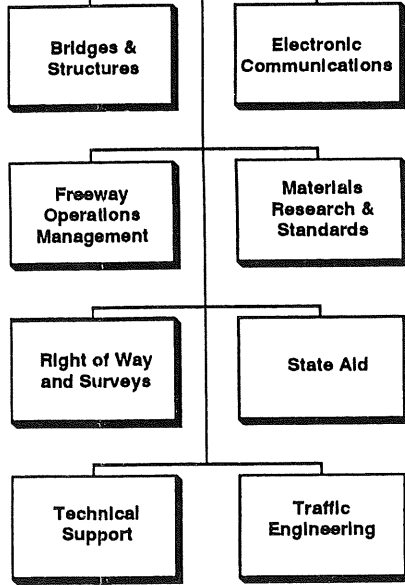 Bridges &
Structures
Electronic
Communications
Freeway
Operations
Management
Materials
Research &
Standards
Right of Way
and Surveys
State Aid
Technical
Support
Traffic
Engineering